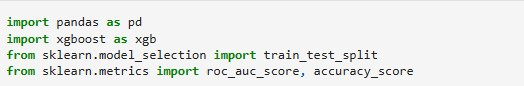 import pandas as pd
import xgboost as xgb
from sklearn.model_selection import train_test_split
from sklearn.metrics import roc_auc_score, accuracy_score